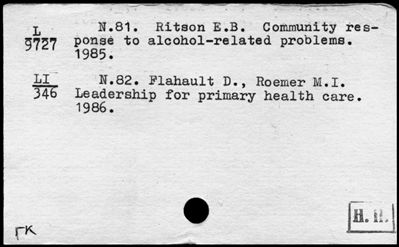 L
9727
N.81. Ritson E.B. Community res-
ponse to alcohol-related problems.
1985.
LI
346
N.82. Flahault D., Roemer M.I.
Leadership for primary health care.
1986.
ГК
Н. Н.